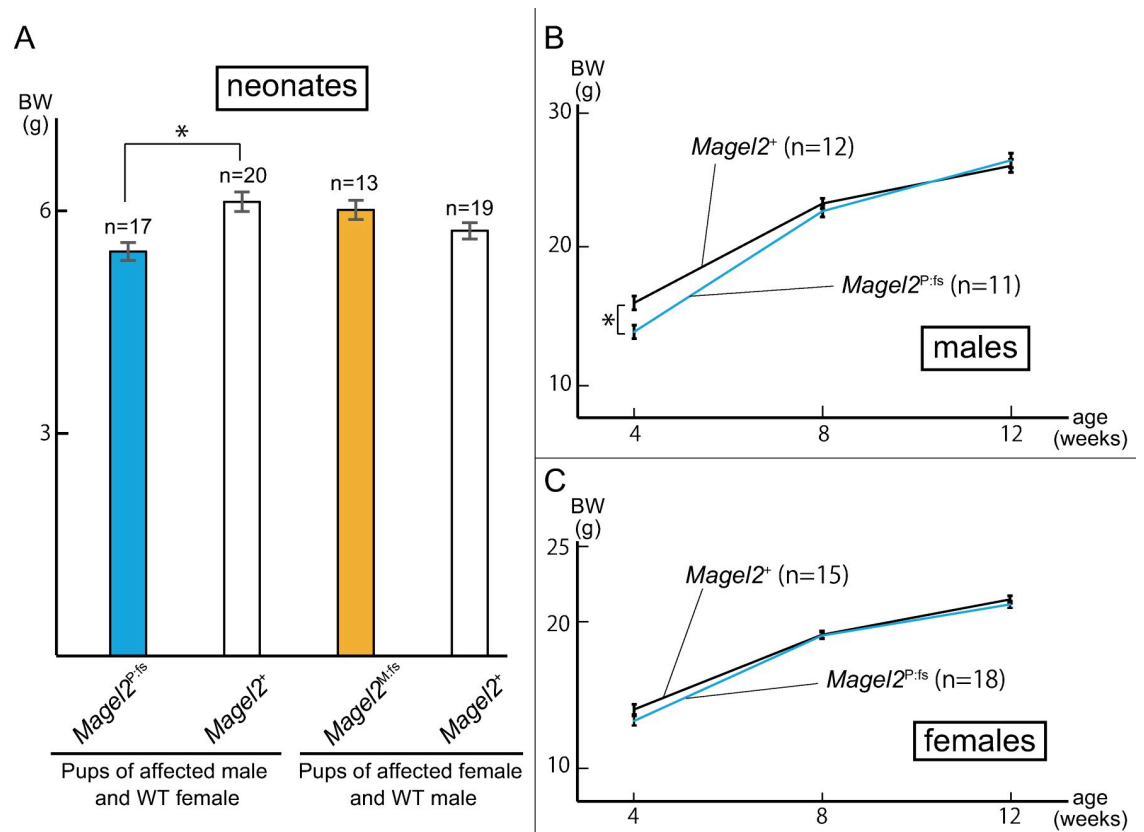 A
neonates
BW
(g)
*
n=17
n=20
n=13
n=19
6
3
Magel2P:fs
Magel2+
Magel2M:fs
Magel2+
Pups of affected male
and WT female
Pups of affected female
and WT male
B
BW
(g)
30
20
10
Magel2+ (n=12)
Magel2P:fs (n=11)
*
males
4
8
12
age
(weeks)
C
BW
(g)
25
20
10
Magel2+ (n=15)
Magel2P:fs (n=18)
females
4
8
12
age
(weeks)